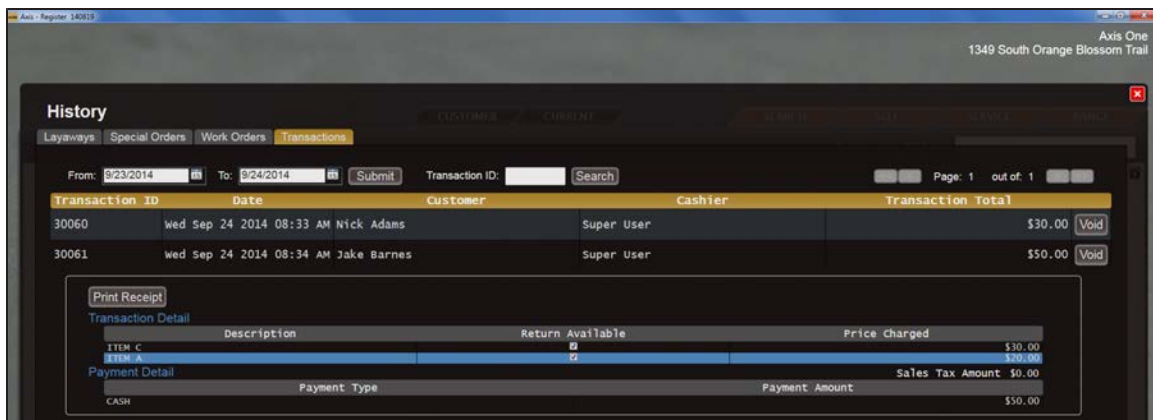 Axis - Register 140819
Axis One
1349 South Orange Blossom Trail
History
CUSTOMER CURRENT
Layaways Special Orders Work Orders Transactions
From: 9/23/2014 To: 9/24/2014 Submit Transaction ID: Search Page: 1 out of: 1
Transaction ID Date Customer Cashier Transaction Total
30060 Wed Sep 24 2014 08:33 AM Nick Adams Super User $30.00 Void
30061 Wed Sep 24 2014 08:34 AM Jake Barnes Super User $50.00 Void
Print Receipt
Transaction Detail
Description Return Available Price Charged
ITEM C $30.00
ITEM A $20.00
Payment Detail Sales Tax Amount $0.00
Payment Type Payment Amount
CASH $50.00